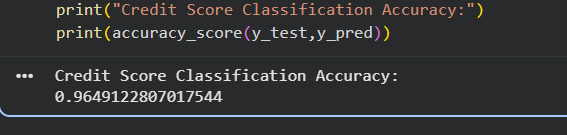 print("Credit Score Classification Accuracy:")
print(accuracy_score(y_test,y_pred))
••• Credit Score Classification Accuracy:
0.9649122807017544